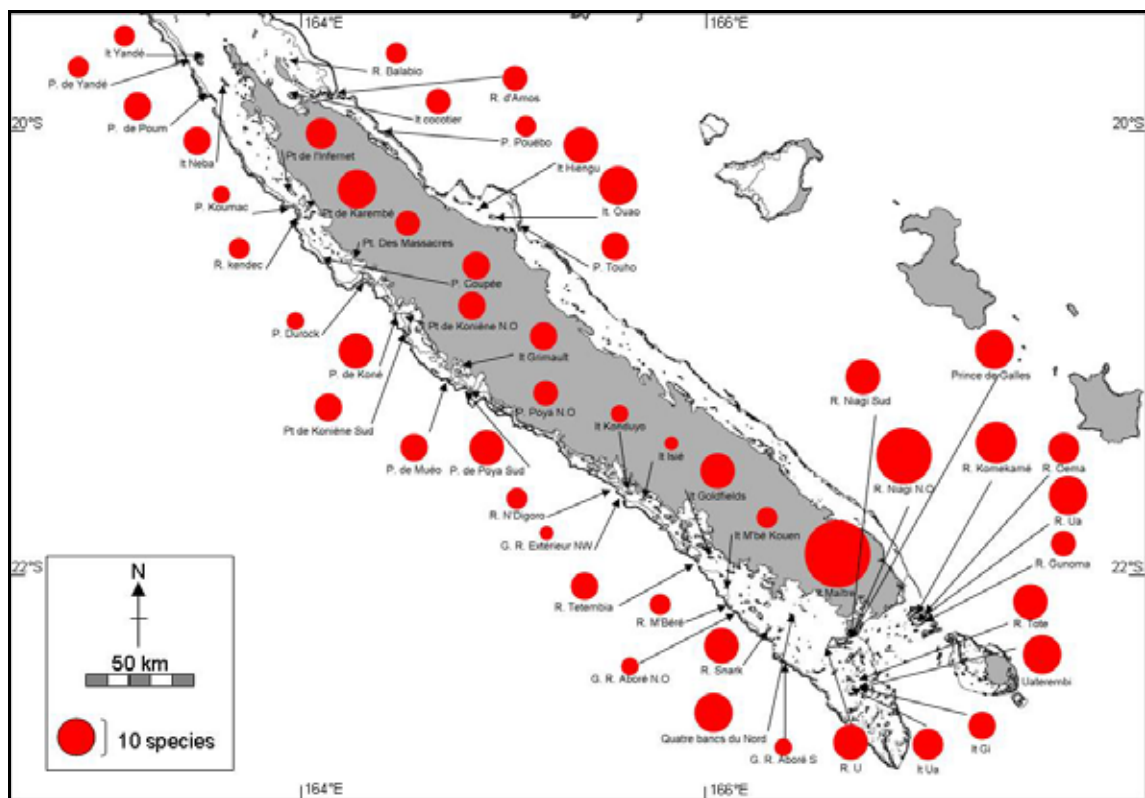 164°E
166°E
It Yandé
P. de Yandé
R. Balabio
R. d'Amos
20°S
20°S
P. de Poum
It cocotier
P. Pouébo
It Neba
Pt de l'Infernet
It Hiengu
P. Koumac
Pt de Karembé
It. Ouao
R. kendec
Pt. Des Massacres
P. Touho
P. Coupée
P. Durock
Pt de Koniène N.O
It Grimault
Prince de Galles
P. de Koné
R. Niagi Sud
P. Poya N.O
It Konduyo
Pt de Koniène Sud
It Isié
P. de Muéo
P. de Poya Sud
R. Niagi N.O
R. Komekamé
R. Oema
It Goldfields
R. N'Digoro
R. Ua
G. R. Extérieur NW
It M'bé Kouen
R. Gunoma
22°S
22°S
N
It Maître
R. Tetembia
R. M'Béré
R. Tote
50 km
G. R. Aboré N.O
R. Snark
Uaterembi
10 species
Quatre bancs du Nord
G. R. Aboré S
R. U
It Ua
It Gi
164°E
166°E